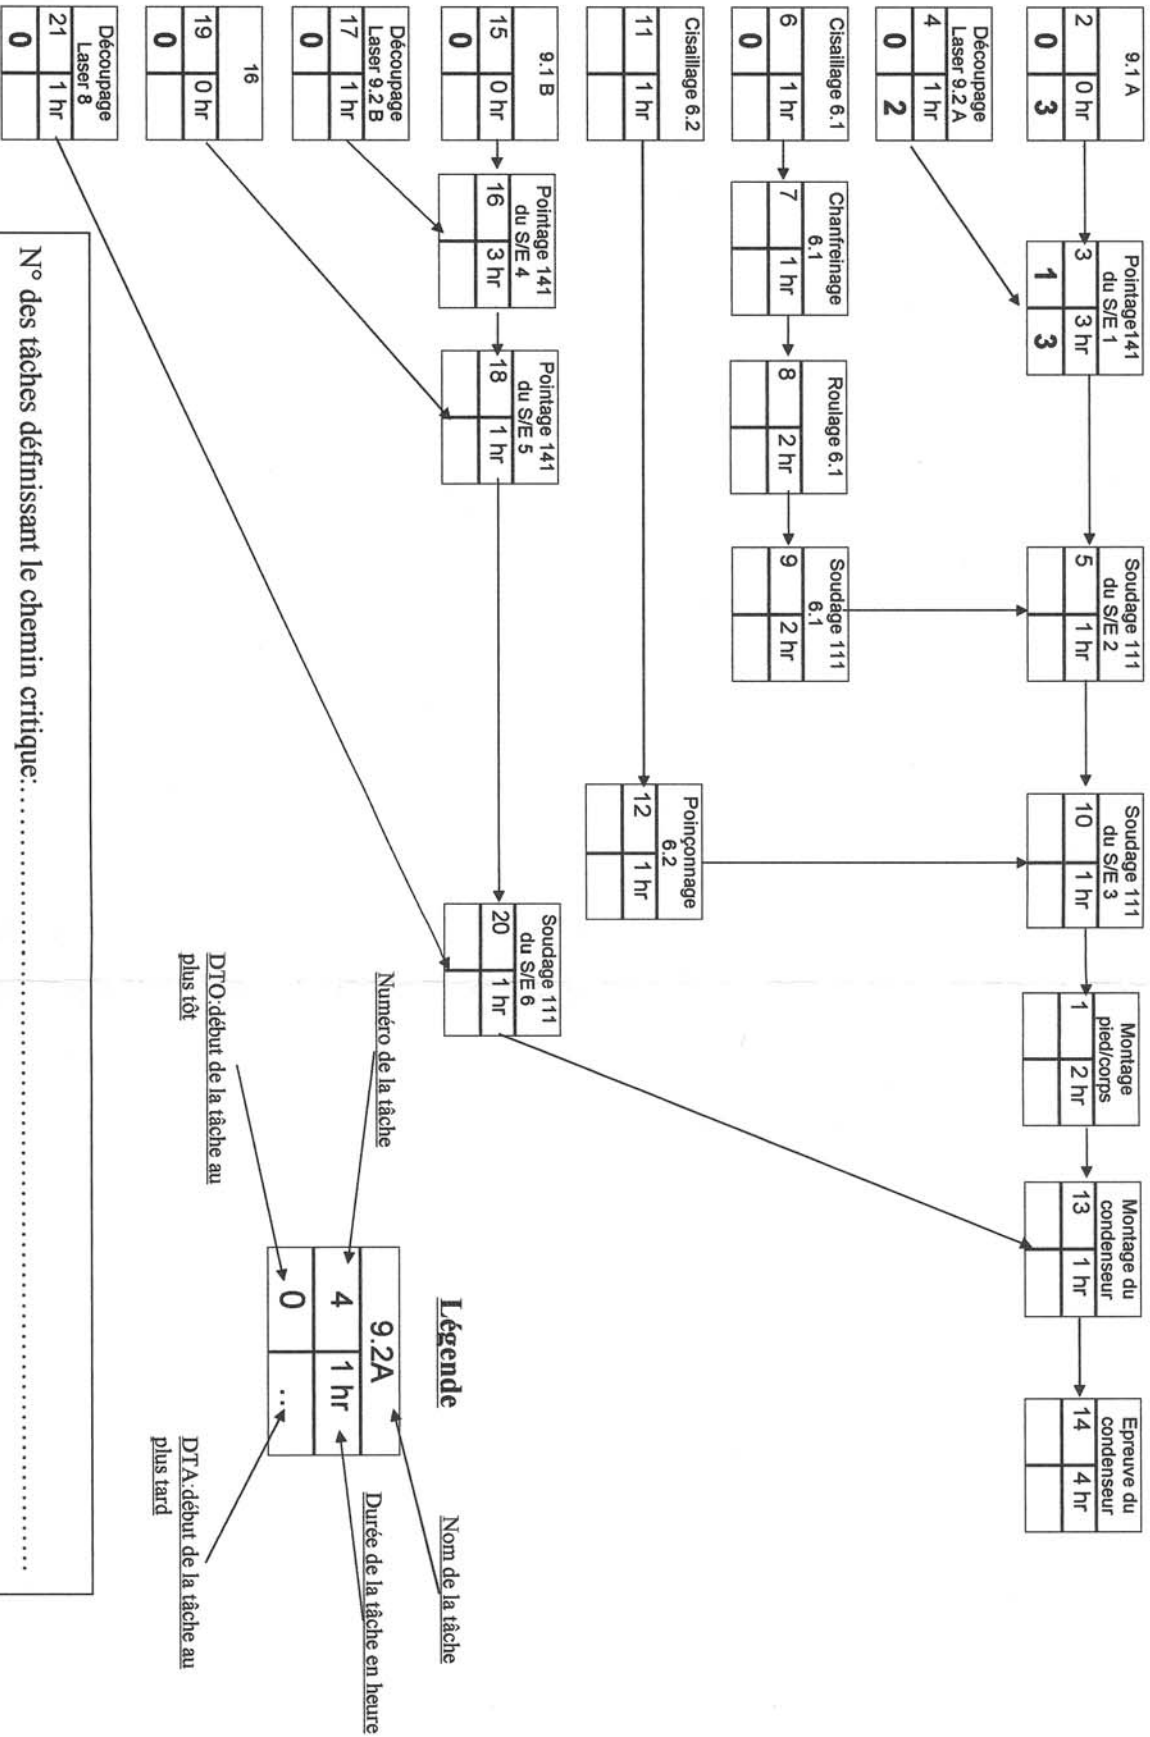 9.1 A
2 0 hr
0 3
Pointage141
du S/E 1
3 3 hr
1 3
Soudage 111
du S/E 2
5 1 hr
Soudage 111
du S/E 3
10 1 hr
Montage
pied/corps
1 2 hr
Montage du
condenseur
13 1 hr
Epreuve du
condenseur
14 4 hr
Découpage
Laser 9.2 A
4 1 hr
0 2
Cisaillage 6.1
6 1 hr
0
Chanfreinage
6.1
7 1 hr
Roulage 6.1
8 2 hr
Soudage 111
6.1
9 2 hr
Cisaillage 6.2
11 1 hr
Poinçonnage
6.2
12 1 hr
9.1 B
15 0 hr
0
Pointage 141
du S/E 4
16 3 hr
Pointage 141
du S/E 5
18 1 hr
Soudage 111
du S/E 6
20 1 hr
Découpage
Laser 9.2 B
17 1 hr
0
16
19 0 hr
0
Découpage
Laser 8
21 1 hr
0
Légende
Nom de la tâche
Numéro de la tâche
9.2A
4 1 hr
0 ...
Durée de la tâche en heure
DTO:début de la tâche au
plus tôt
DTA:début de la tâche au
plus tard
N° des tâches définissant le chemin critique:....................................................................................